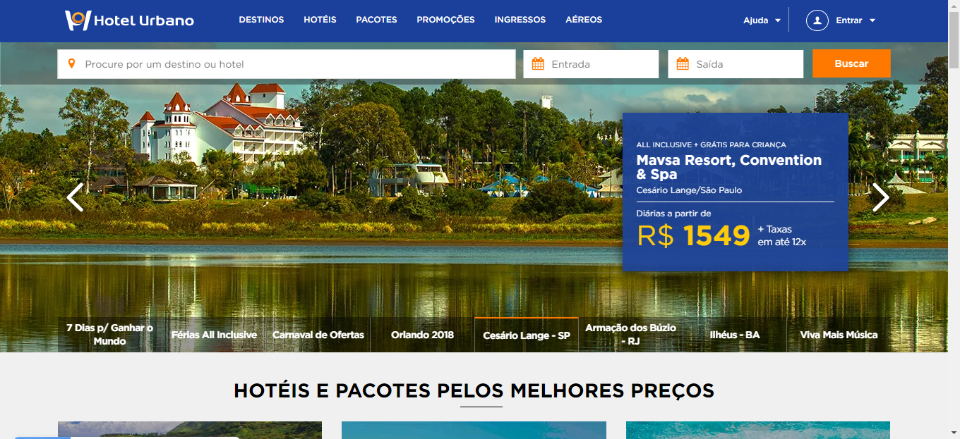 Hotel Urbano
DESTINOS HOTÉIS PACOTES PROMOÇÕES INGRESSOS AÉREOS
Ajuda
Entrar
Procure por um destino ou hotel
Entrada
Saída
Buscar
ALL INCLUSIVE + GRÁTIS PARA CRIANÇA
Mavsa Resort, Convention
& Spa
Cesário Lange/São Paulo
Diárias a partir de
R$ 1549
+ Taxas
em até 12x
7 Dias p/ Ganhar o
Mundo
Férias All Inclusive
Carnaval de Ofertas
Orlando 2018
Cesário Lange - SP
Armação dos Búzio
- RJ
Ilhéus - BA
Viva Mais Música
HOTÉIS E PACOTES PELOS MELHORES PREÇOS